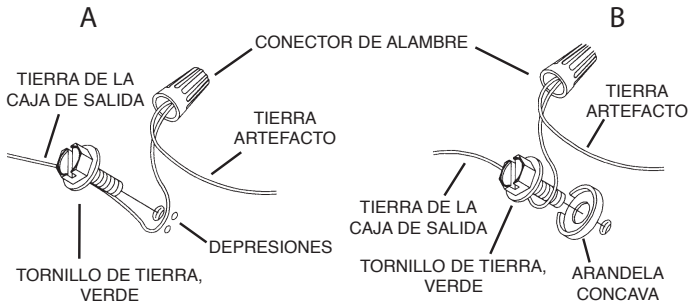 A
B
CONECTOR DE ALAMBRE
TIERRA DE LA
CAJA DE SALIDA
TIERRA
ARTEFACTO
DEPRESIONES
TORNILLO DE TIERRA,
VERDE
TIERRA
ARTEFACTO
TIERRA DE LA
CAJA DE SALIDA
TORNILLO DE TIERRA,
VERDE
ARANDELA
CONCAVA